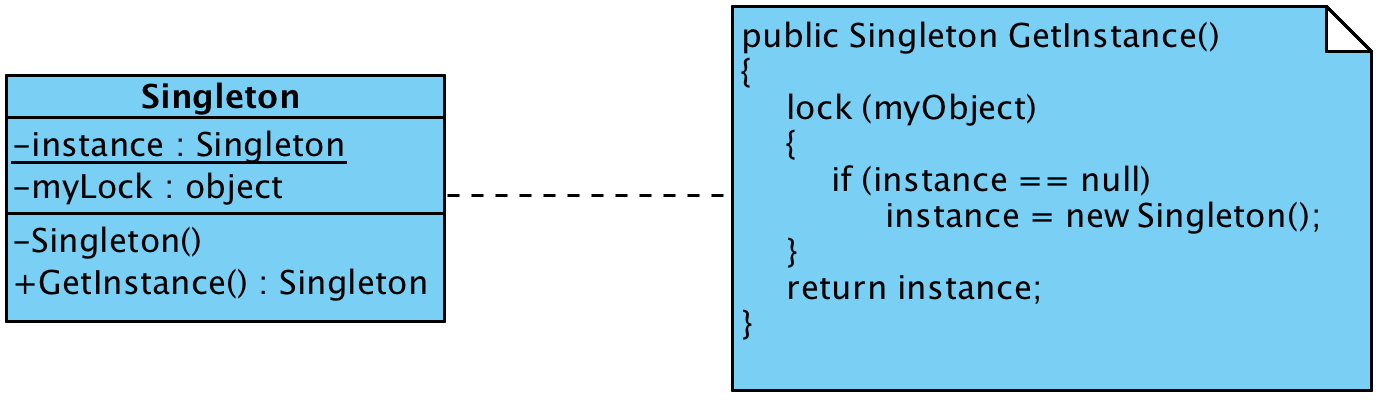 Singleton
-instance : Singleton
-myLock : object
-Singleton()
+GetInstance() : Singleton
public Singleton GetInstance()
{
lock (myObject)
{
if (instance == null)
instance = new Singleton();
}
return instance;
}